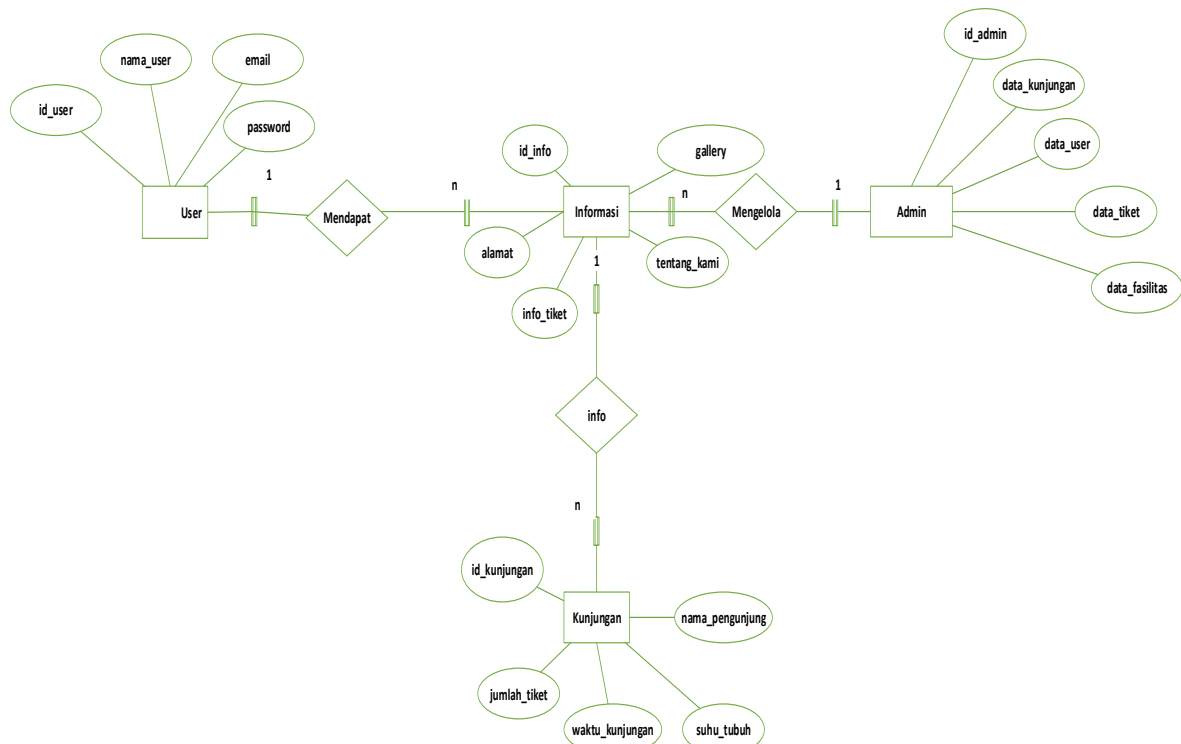 id_admin
nama_user
email
data_kunjungan
id_user
password
data_user
id_info
gallery
1
n
n
1
User
Mendapat
Informasi
Mengelola
Admin
data_tiket
alamat
tentang_kami
1
info_tiket
data_fasilitas
info
n
id_kunjungan
Kunjungan
nama_pengunjung
jumlah_tiket
waktu_kunjungan
suhu_tubuh